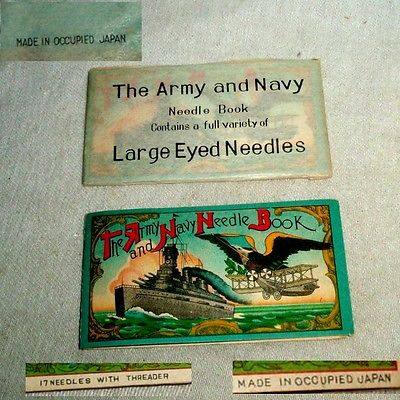 MADE IN OCCUPIED JAPAN
The Army and Navy
Needle Book
Contains a full variety of
Large Eyed Needles
The Army Needle Book
and Navy
17 NEEDLES WITH THREADER
MADE IN OCCUPIED JAPAN